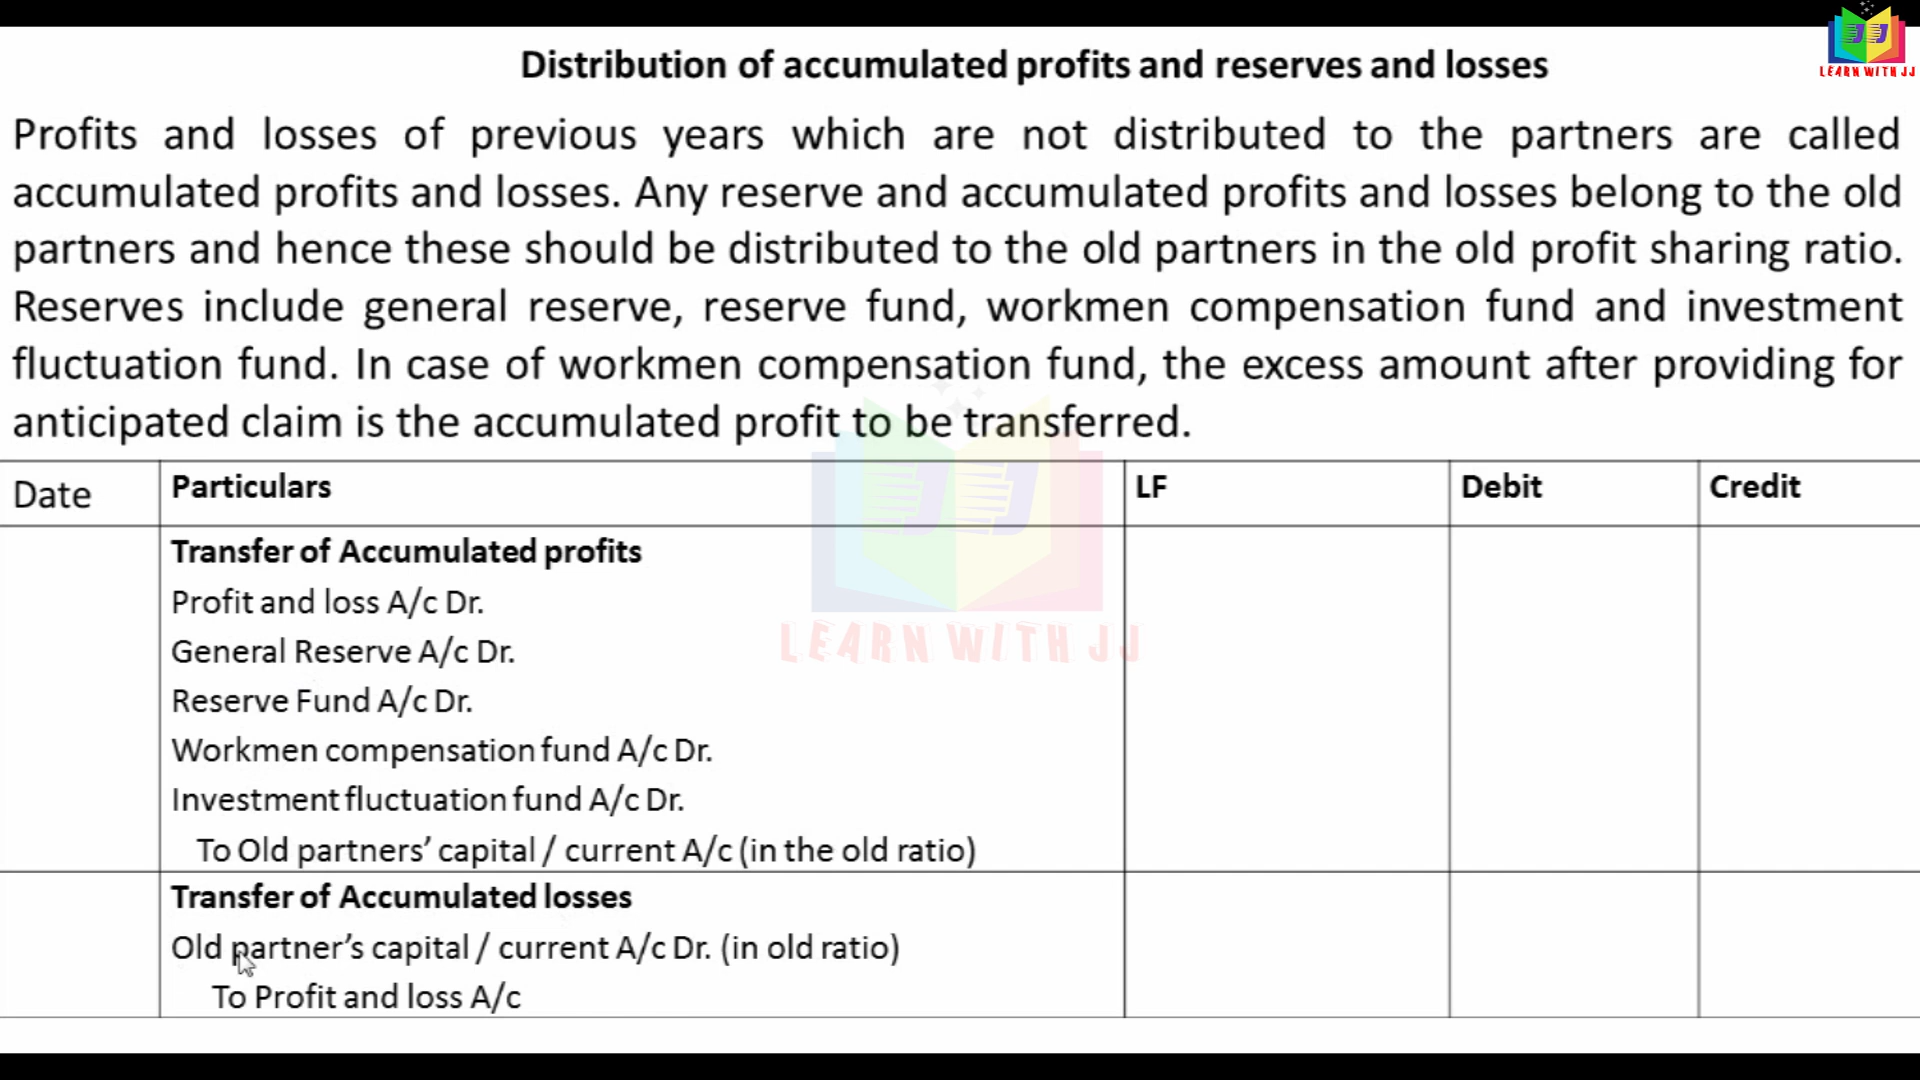 LEARN WITH JJ
Distribution of accumulated profits and reserves and losses
Profits and losses of previous years which are not distributed to the partners are called
accumulated profits and losses. Any reserve and accumulated profits and losses belong to the old
partners and hence these should be distributed to the old partners in the old profit sharing ratio.
Reserves include general reserve, reserve fund, workmen compensation fund and investment
fluctuation fund. In case of workmen compensation fund, the excess amount after providing for
anticipated claim is the accumulated profit to be transferred.
Date Particulars LF Debit Credit
Transfer of Accumulated profits
Profit and loss A/c Dr.
General Reserve A/c Dr.
LEARN WITH JJ
Reserve Fund A/c Dr.
Workmen compensation fund A/c Dr.
Investment fluctuation fund A/c Dr.
To Old partners’ capital / current A/c (in the old ratio)
Transfer of Accumulated losses
Old partner’s capital / current A/c Dr. (in old ratio)
To Profit and loss A/c